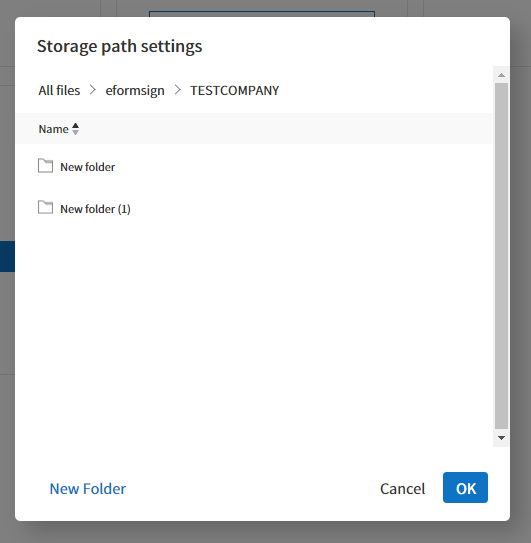 Storage path settings
All files > eformsign > TESTCOMPANY
Name
New folder
New folder (1)
New Folder Cancel OK